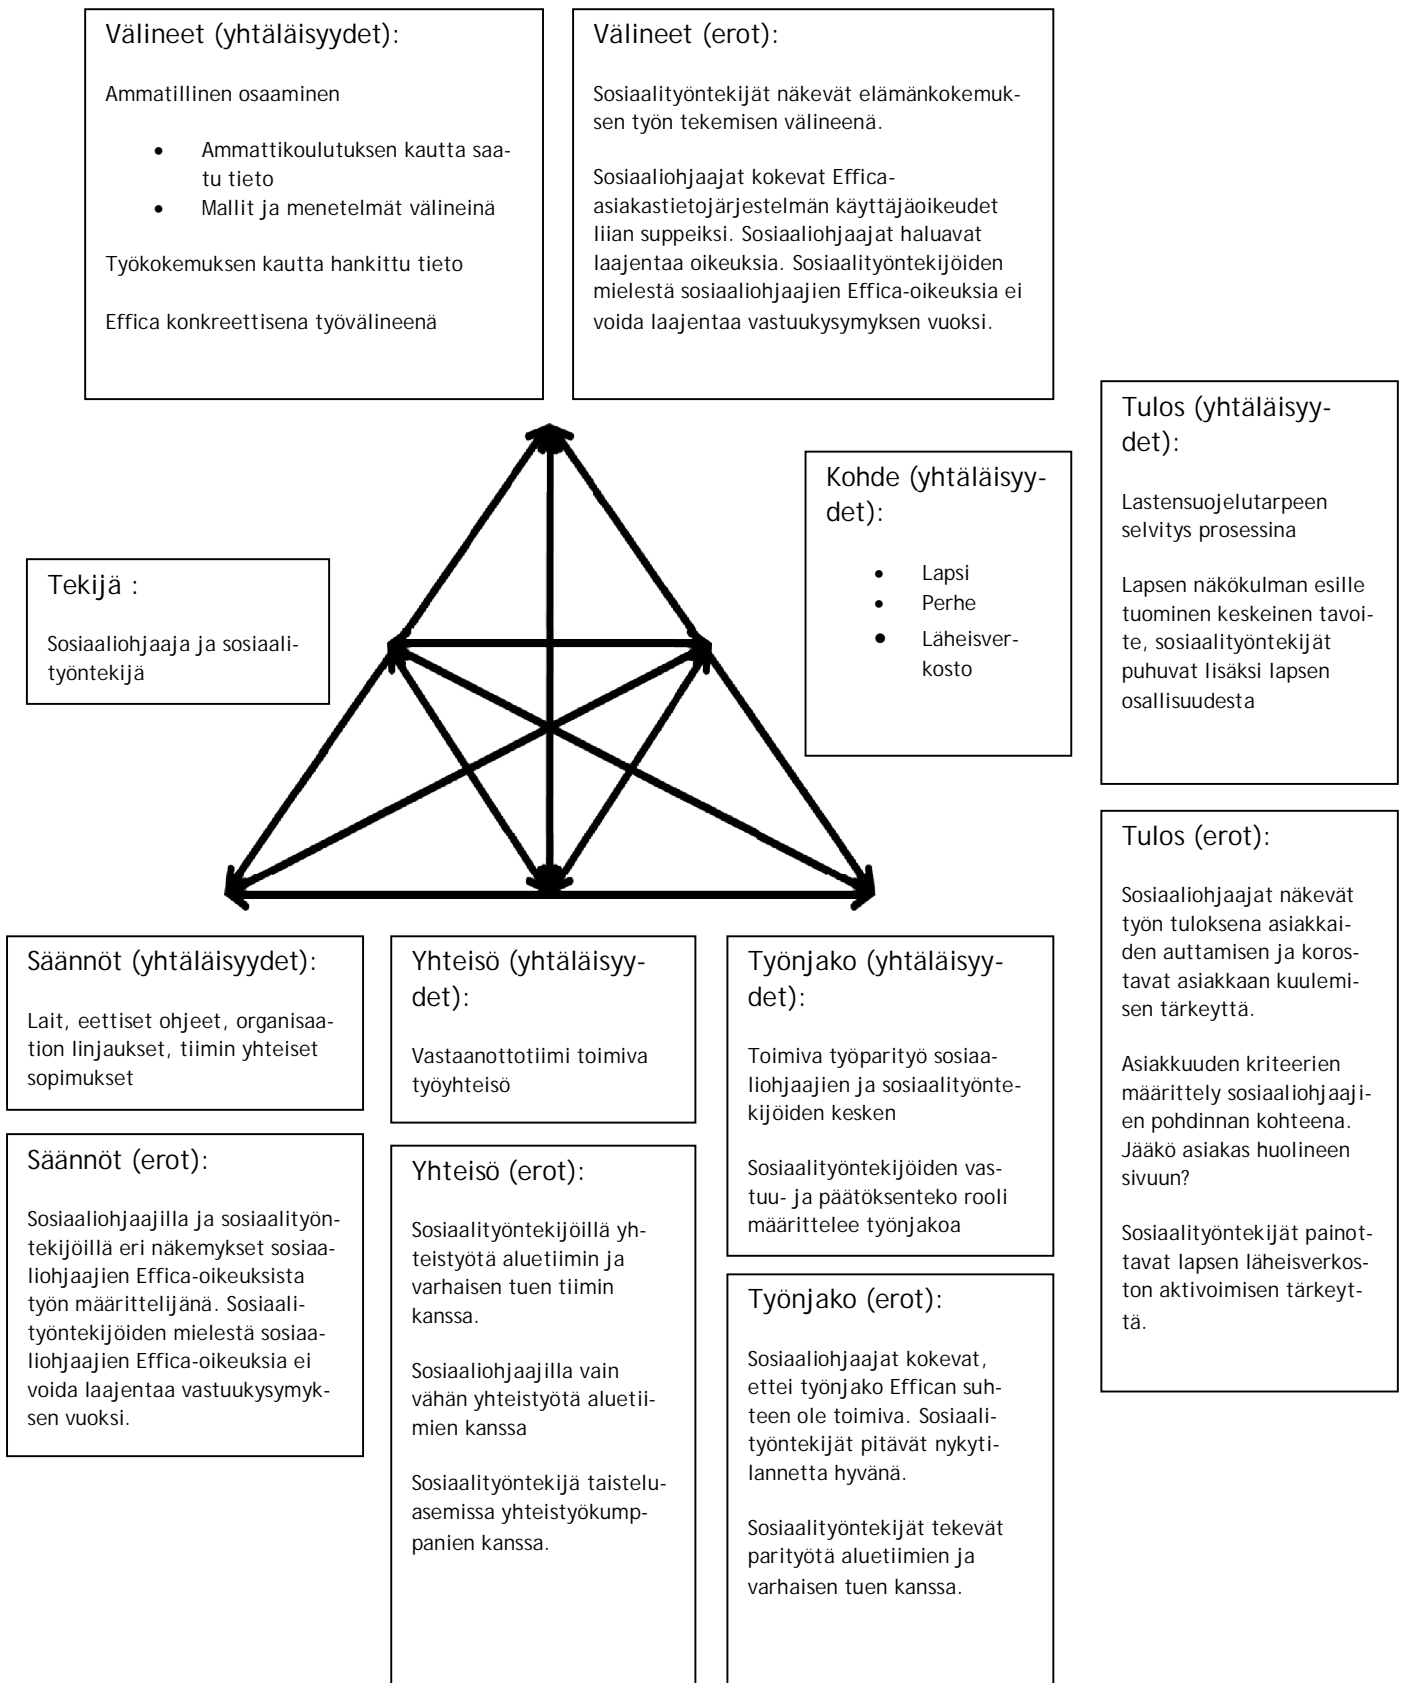 Välineet (yhtäläisyydet):
Ammatillinen osaaminen
• Ammattikoulutuksen kautta saa-
tu tieto
• Mallit ja menetelmät välineinä
Työkokemuksen kautta hankittu tieto
Effica konkreettisena työvälineenä
Välineet (erot):
Sosiaalityöntekijät näkevät elämänkokemuk-
sen työn tekemisen välineenä.
Sosiaaliohjaajat kokevat Effica-
asiakastietojärjestelmän käyttäjäoikeudet
liian suppeiksi. Sosiaaliohjaajat haluavat
laajentaa oikeuksia. Sosiaalityöntekijöiden
mielestä sosiaaliohjaajien Effica-oikeuksia ei
voida laajentaa vastuukysymyksen vuoksi.
Tekijä :
Sosiaaliohjaaja ja sosiaali-
työntekijä
Kohde (yhtäläisyy-
det):
• Lapsi
• Perhe
• Läheisver-
kosto
Tulos (yhtäläisyy-
det):
Lastensuojelutarpeen
selvitys prosessina
Lapsen näkökulman esille
tuominen keskeinen tavoi-
te, sosiaalityöntekijät
puhuvat lisäksi lapsen
osallisuudesta
Tulos (erot):
Sosiaaliohjaajat näkevät
työn tuloksena asiakkai-
den auttamisen ja koros-
tavat asiakkaan kuulemi-
sen tärkeyttä.
Asiakkuuden kriteerien
määrittely sosiaaliohjaaji-
en pohdinnan kohteena.
Jääkö asiakas huolineen
sivuun?
Sosiaalityöntekijät painot-
tavat lapsen läheisverkos-
ton aktivoimisen tärkeyt-
tä.
Säännöt (yhtäläisyydet):
Lait, eettiset ohjeet, organisaa-
tion linjaukset, tiimin yhteiset
sopimukset
Säännöt (erot):
Sosiaaliohjaajilla ja sosiaalityön-
tekijöillä eri näkemykset sosiaa-
liohjaajien Effica-oikeuksista
työn määrittelijänä. Sosiaali-
työntekijöiden mielestä sosiaa-
liohjaajien Effica-oikeuksia ei
voida laajentaa vastuukysymyk-
sen vuoksi.
Yhteisö (yhtäläisyy-
det):
Vastaanottotiimi toimiva
työyhteisö
Yhteisö (erot):
Sosiaalityöntekijöillä yh-
teistyötä aluetiimin ja
varhaisen tuen tiimin
kanssa.
Sosiaaliohjaajilla vain
vähän yhteistyötä aluetii-
mien kanssa
Sosiaalityöntekijä taistelu-
asemissa yhteistyökump-
panien kanssa.
Työnjako (yhtäläisyy-
det):
Toimiva työparityö sosiaa-
liohjaajien ja sosiaalityönte-
kijöiden kesken
Sosiaalityöntekijöiden vas-
tuu- ja päätöksenteko rooli
määrittelee työnjakoa
Työnjako (erot):
Sosiaaliohjaajat kokevat,
ettei työnjako Effican suh-
teen ole toimiva. Sosiaali-
työntekijät pitävät nykyti-
lannetta hyvänä.
Sosiaalityöntekijät tekevät
parityötä aluetiimien ja
varhaisen tuen kanssa.